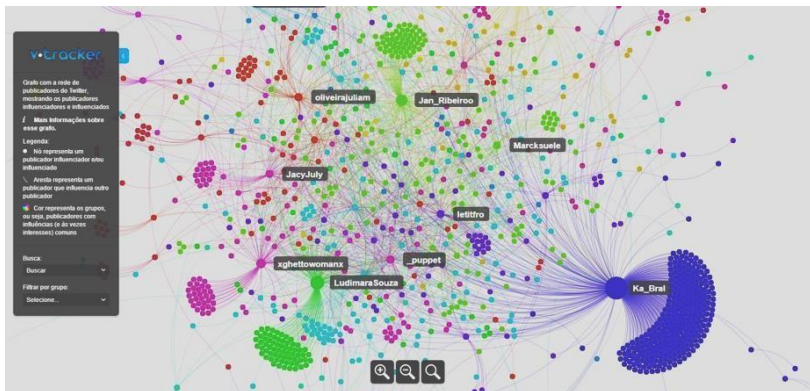 v•tracker
Grafo com a rede de
publicadores do Twitter,
mostrando os publicadores
influenciadores e influenciados
i Mais Informações sobre
esse grafo.
Legenda:
Nó representa um
publicador influenciador e/ou
influenciado
Aresta representa um
publicador que influencia outro
publicador
Cor representa os grupos,
ou seja, publicadores com
influências (e às vezes
interesses) comuns
Busca:
Buscar
Filtrar por grupo:
Selecione...
oliveirajuliam
Jan_Ribeiroo
Marcksuele
JacyJuly
letitfro
xghettowomanx
_puppet
LudimaraSouza
Ka_Bral